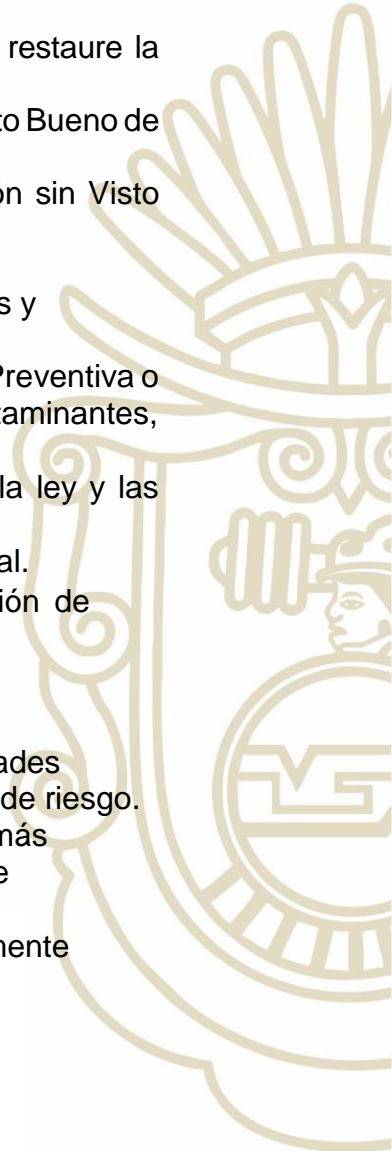 restaure la
to Bueno de
ón sin Visto
s y
Preventiva o
taminantes,
la ley y las
al.
ión de
ades
de riesgo.
más
e
nente